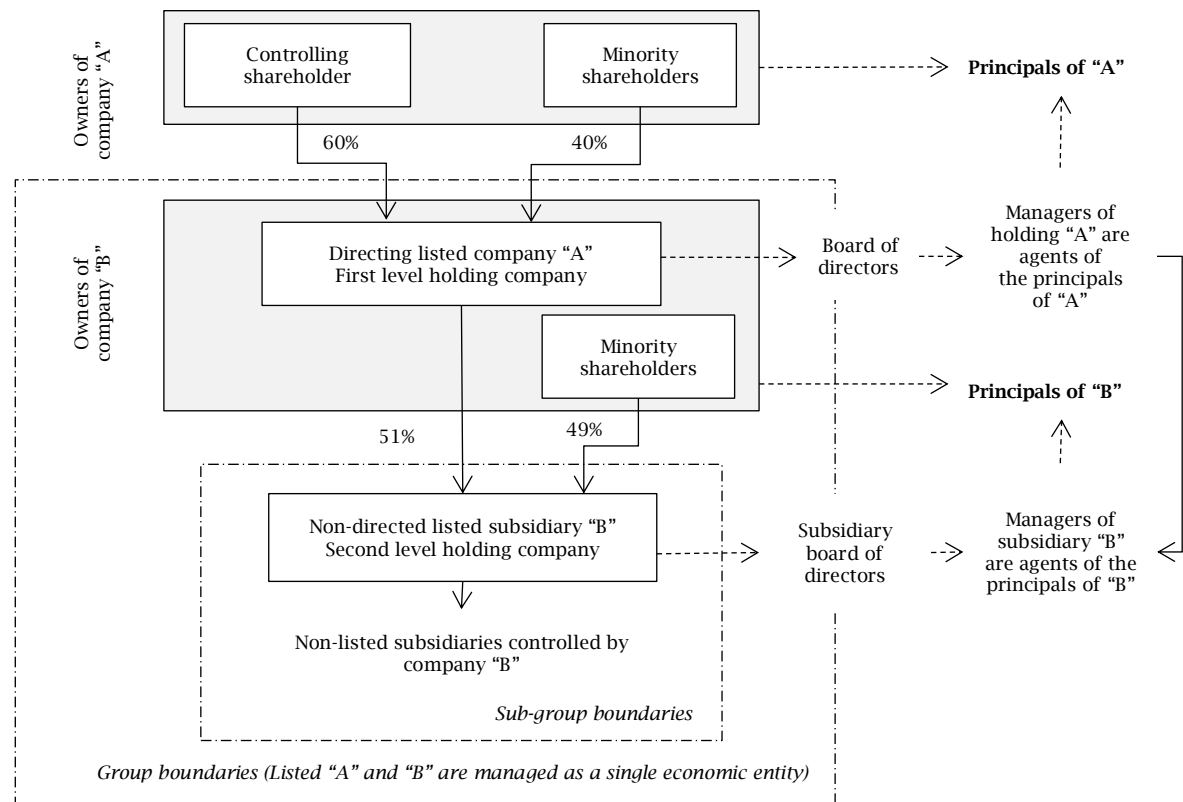 Owners of
company “A”
Controlling
shareholder
Minority
shareholders
Principals of “A”
60%
40%
Owners of
company “B”
Directing listed company “A”
First level holding company
Board of
directors
Managers of
holding “A” are
agents of
the principals
of “A”
Minority
shareholders
Principals of “B”
51%
49%
Non-directed listed subsidiary “B”
Second level holding company
Subsidiary
board of
directors
Managers of
subsidiary “B”
are agents of the
principals of “B”
Non-listed subsidiaries controlled by
company “B”
Sub-group boundaries
Group boundaries (Listed “A” and “B” are managed as a single economic entity)